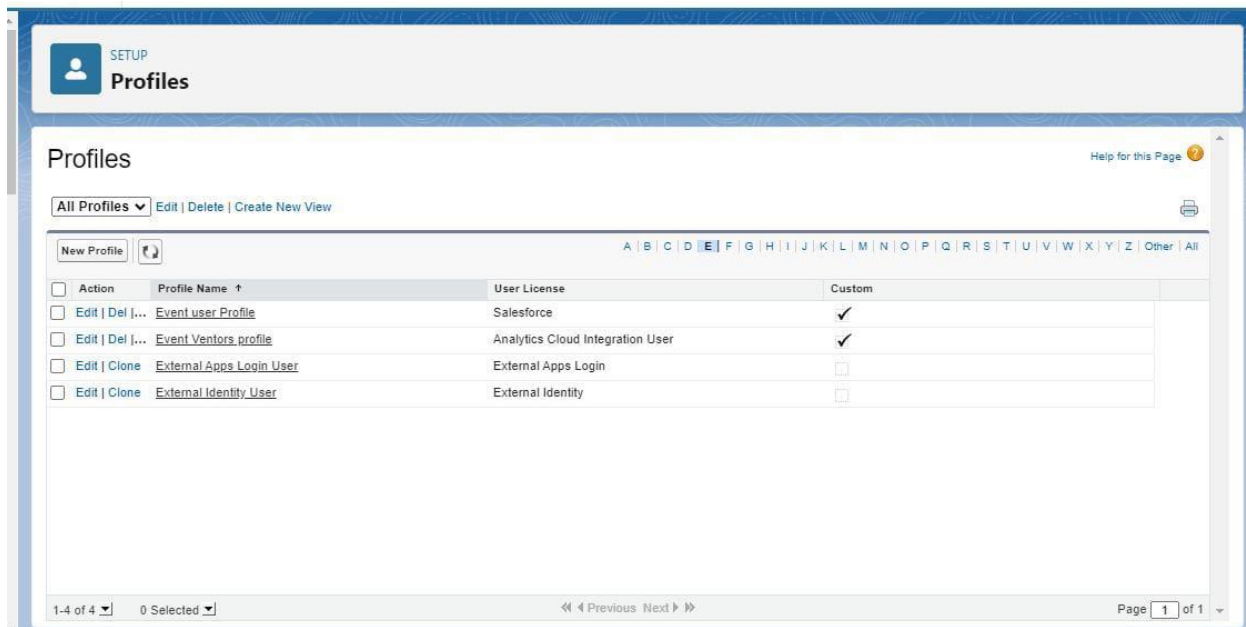 SETUP
Profiles
Profiles
Help for this Page ?
All Profiles Edit | Delete | Create New View
New Profile A | B | C | D | E | F | G | H | I | J | K | L | M | N | O | P | Q | R | S | T | U | V | W | X | Y | Z | Other | All
Action Profile Name ↑ User License Custom
Edit | Del |... Event user Profile Salesforce ✓
Edit | Del |... Event Ventors profile Analytics Cloud Integration User ✓
Edit | Clone External Apps Login User External Apps Login
Edit | Clone External Identity User External Identity
1-4 of 4 0 Selected Previous Next Page 1 of 1